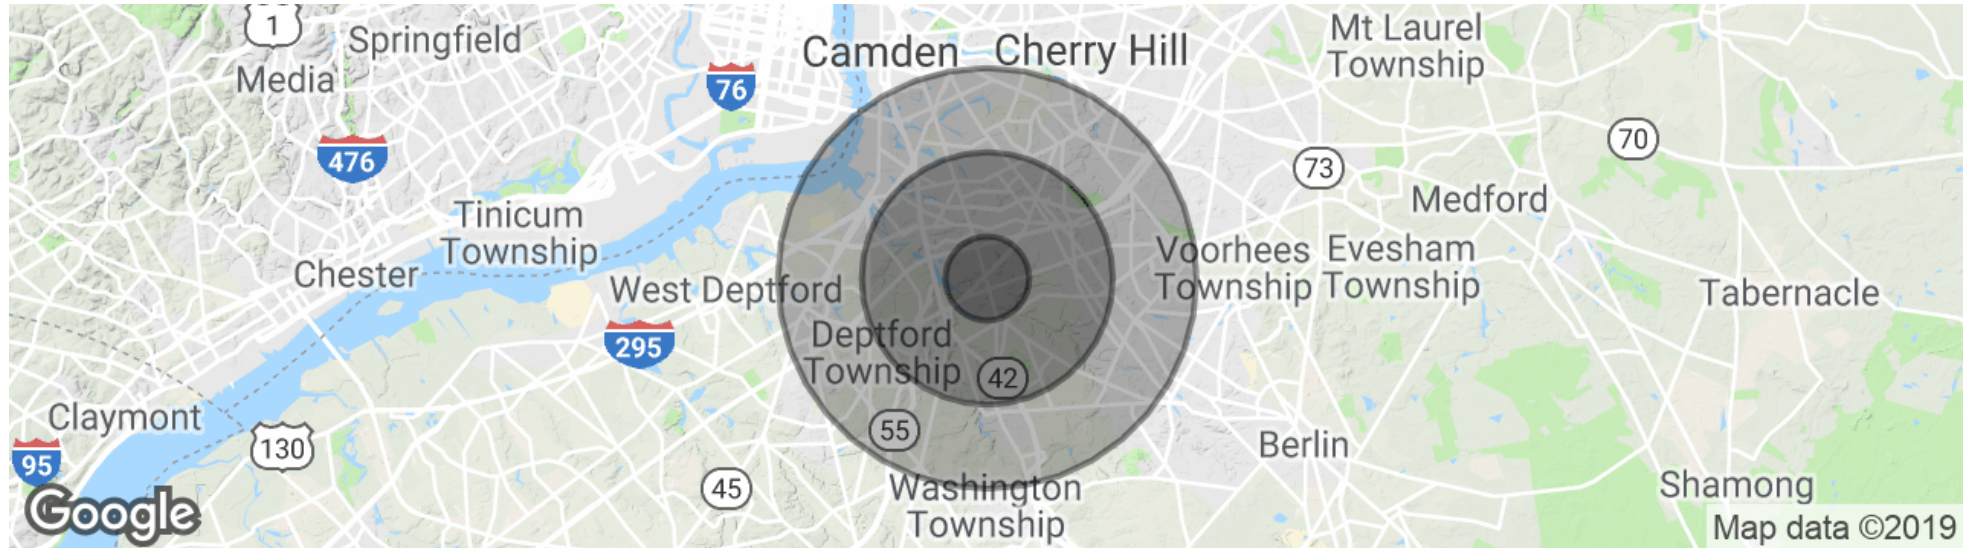 1
Springfield
Media
76
Camden
Cherry Hill
Mt Laurel
Township
476
73
70
Medford
Tinicum
Township
Chester
West Deptford
Voorhees
Township
Evesham
Township
Tabernacle
295
Deptford
Township
42
Claymont
130
55
Berlin
95
45
Washington
Township
Shamong
Google
Map data ©2019